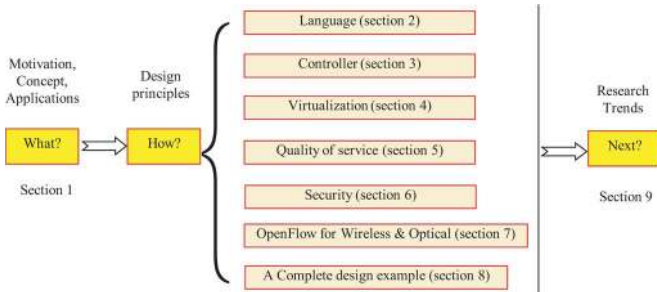 Motivation,
Concept,
Applications
What?
Section 1
Design
principles
How?
Language (section 2)
Controller (section 3)
Virtualization (section 4)
Quality of service (section 5)
Security (section 6)
OpenFlow for Wireless & Optical (section 7)
A Complete design example (section 8)
Research
Trends
Next?
Section 9